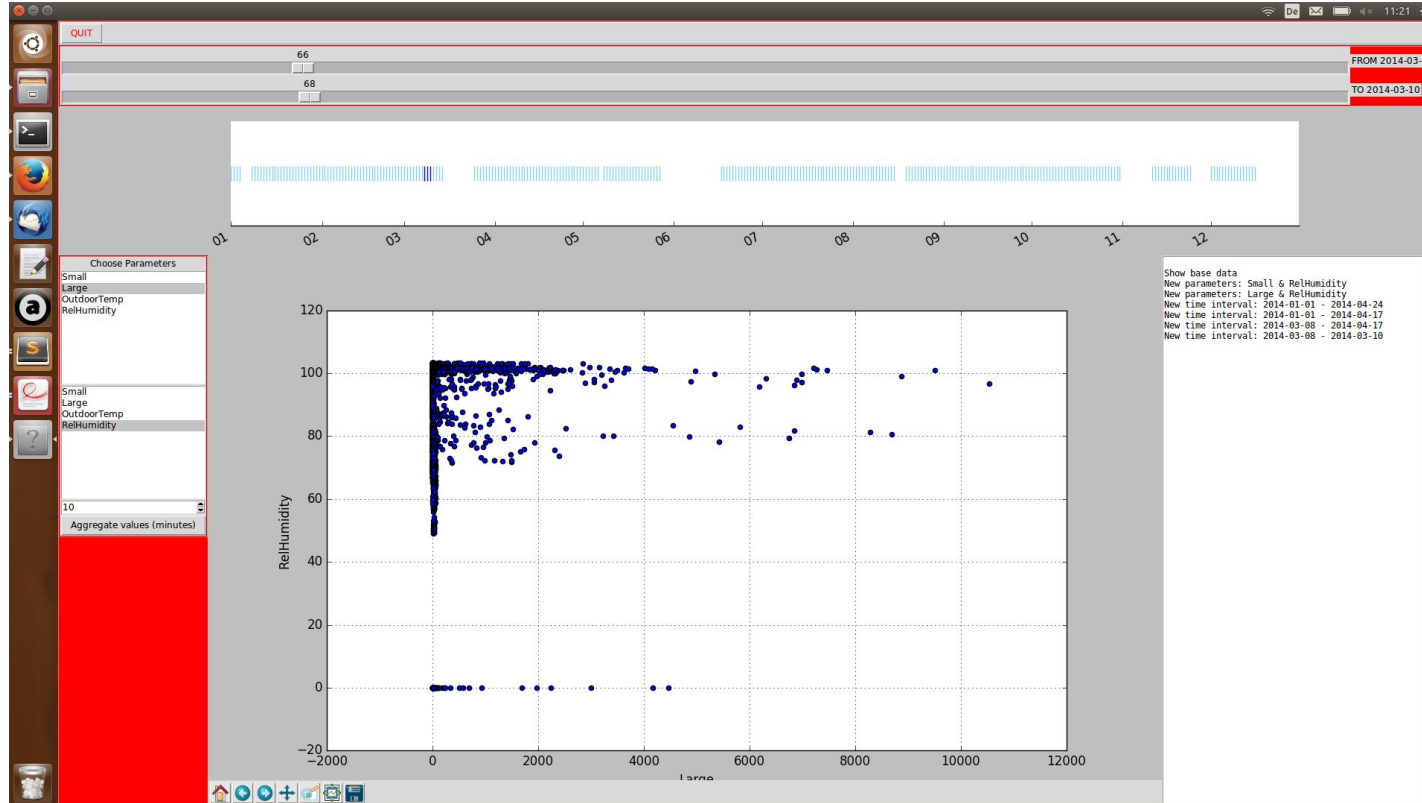 De 11:21
QUIT
66
FROM 2014-03-
68
TO 2014-03-10
01 02 03 04 05 06 07 08 09 10 11 12
Choose Parameters
Small
Large
OutdoorTemp
RelHumidity
Small
Large
OutdoorTemp
RelHumidity
10
Aggregate values (minutes)
120
100
80
60
40
20
0
−20
RelHumidity
−2000 0 2000 4000 6000 8000 10000 12000
Large
Show base data
New parameters: Small & RelHumidity
New parameters: Large & RelHumidity
New time interval: 2014-01-01 - 2014-04-24
New time interval: 2014-01-01 - 2014-04-17
New time interval: 2014-03-08 - 2014-04-17
New time interval: 2014-03-08 - 2014-03-10